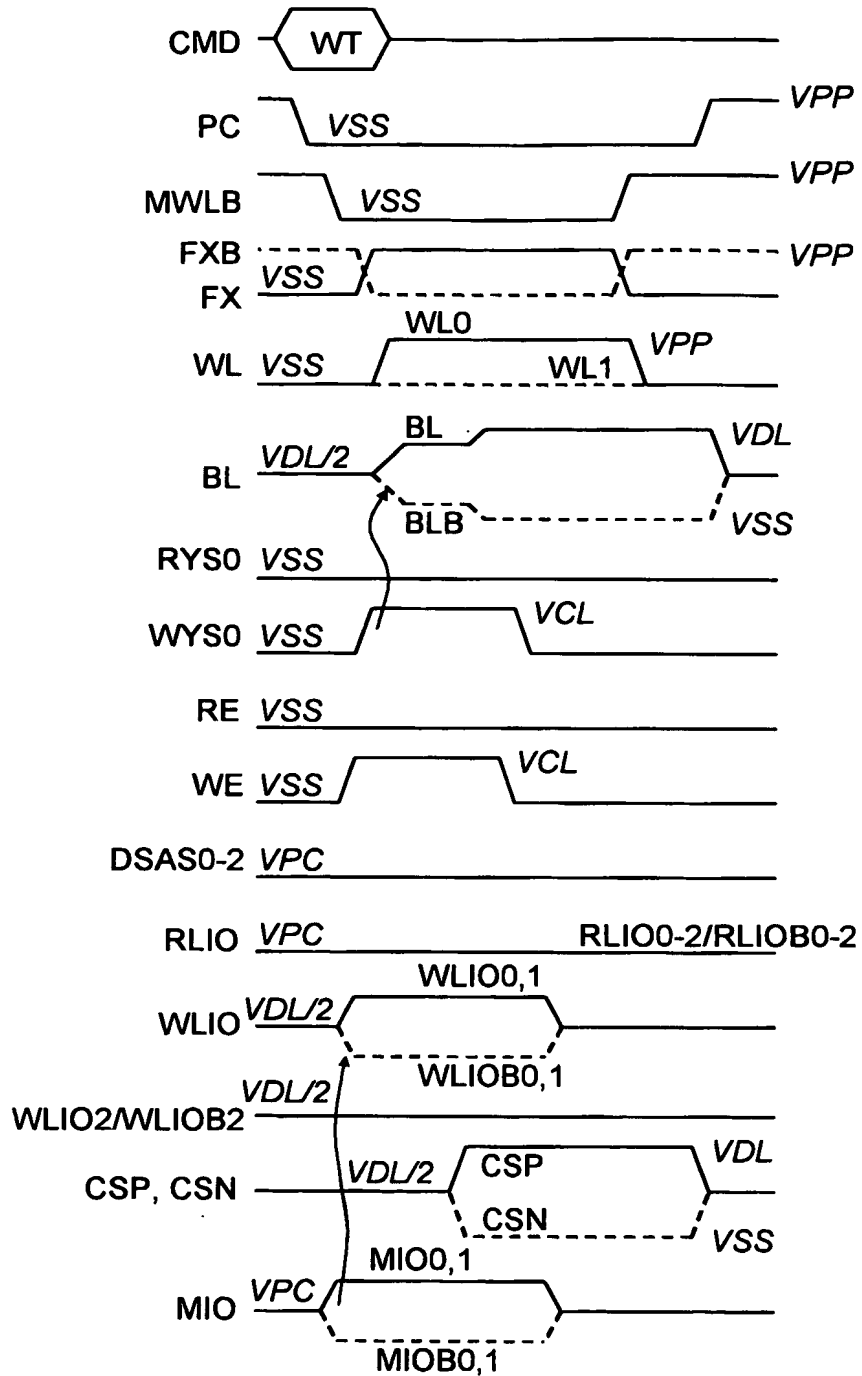 CMD WT
PC VSS VPP
MWLB VSS VPP
FXB VPP
VSS
FX
WL0
WL VSS WL1 VPP
BL VDL
VDL/2
BL
BLB VSS
RYS0 VSS
WYS0 VSS VCL
RE VSS
WE VSS VCL
DSAS0-2 VPC
RLIO VPC RLIO0-2/RLIOB0-2
WLIO0,1
WLIO VDL/2
WLIOB0,1
VDL/2
WLIO2/WLIOB2
CSP, CSN VDL/2 CSP VDL
CSN VSS
MIO0,1
MIO VPC
MIOB0,1